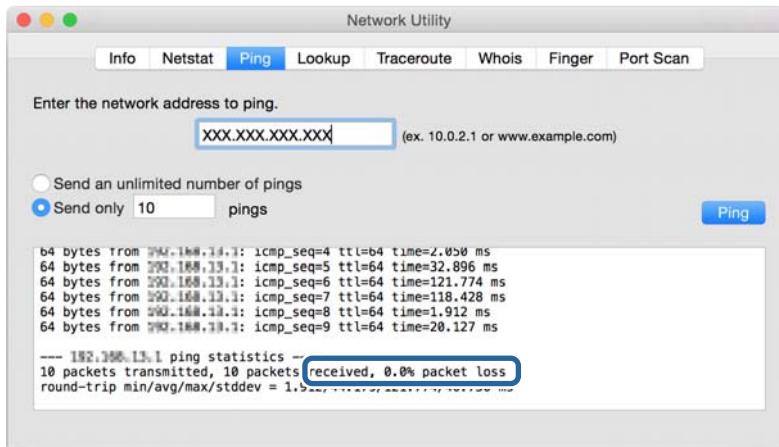 Network Utility
Info Netstat Ping Lookup Traceroute Whois Finger Port Scan
Enter the network address to ping.
XXX.XXX.XXX.XXX (ex. 10.0.2.1 or www.example.com)
Send an unlimited number of pings
Send only 10 pings
Ping
64 bytes from : icmp_seq=4 ttl=64 time=2.050 ms
64 bytes from : icmp_seq=5 ttl=64 time=32.896 ms
64 bytes from : icmp_seq=6 ttl=64 time=121.774 ms
64 bytes from : icmp_seq=7 ttl=64 time=118.428 ms
64 bytes from : icmp_seq=8 ttl=64 time=1.912 ms
64 bytes from : icmp_seq=9 ttl=64 time=20.127 ms
--- ping statistics --
10 packets transmitted, 10 packets received, 0.0% packet loss
round-trip min/avg/max/stddev = ms